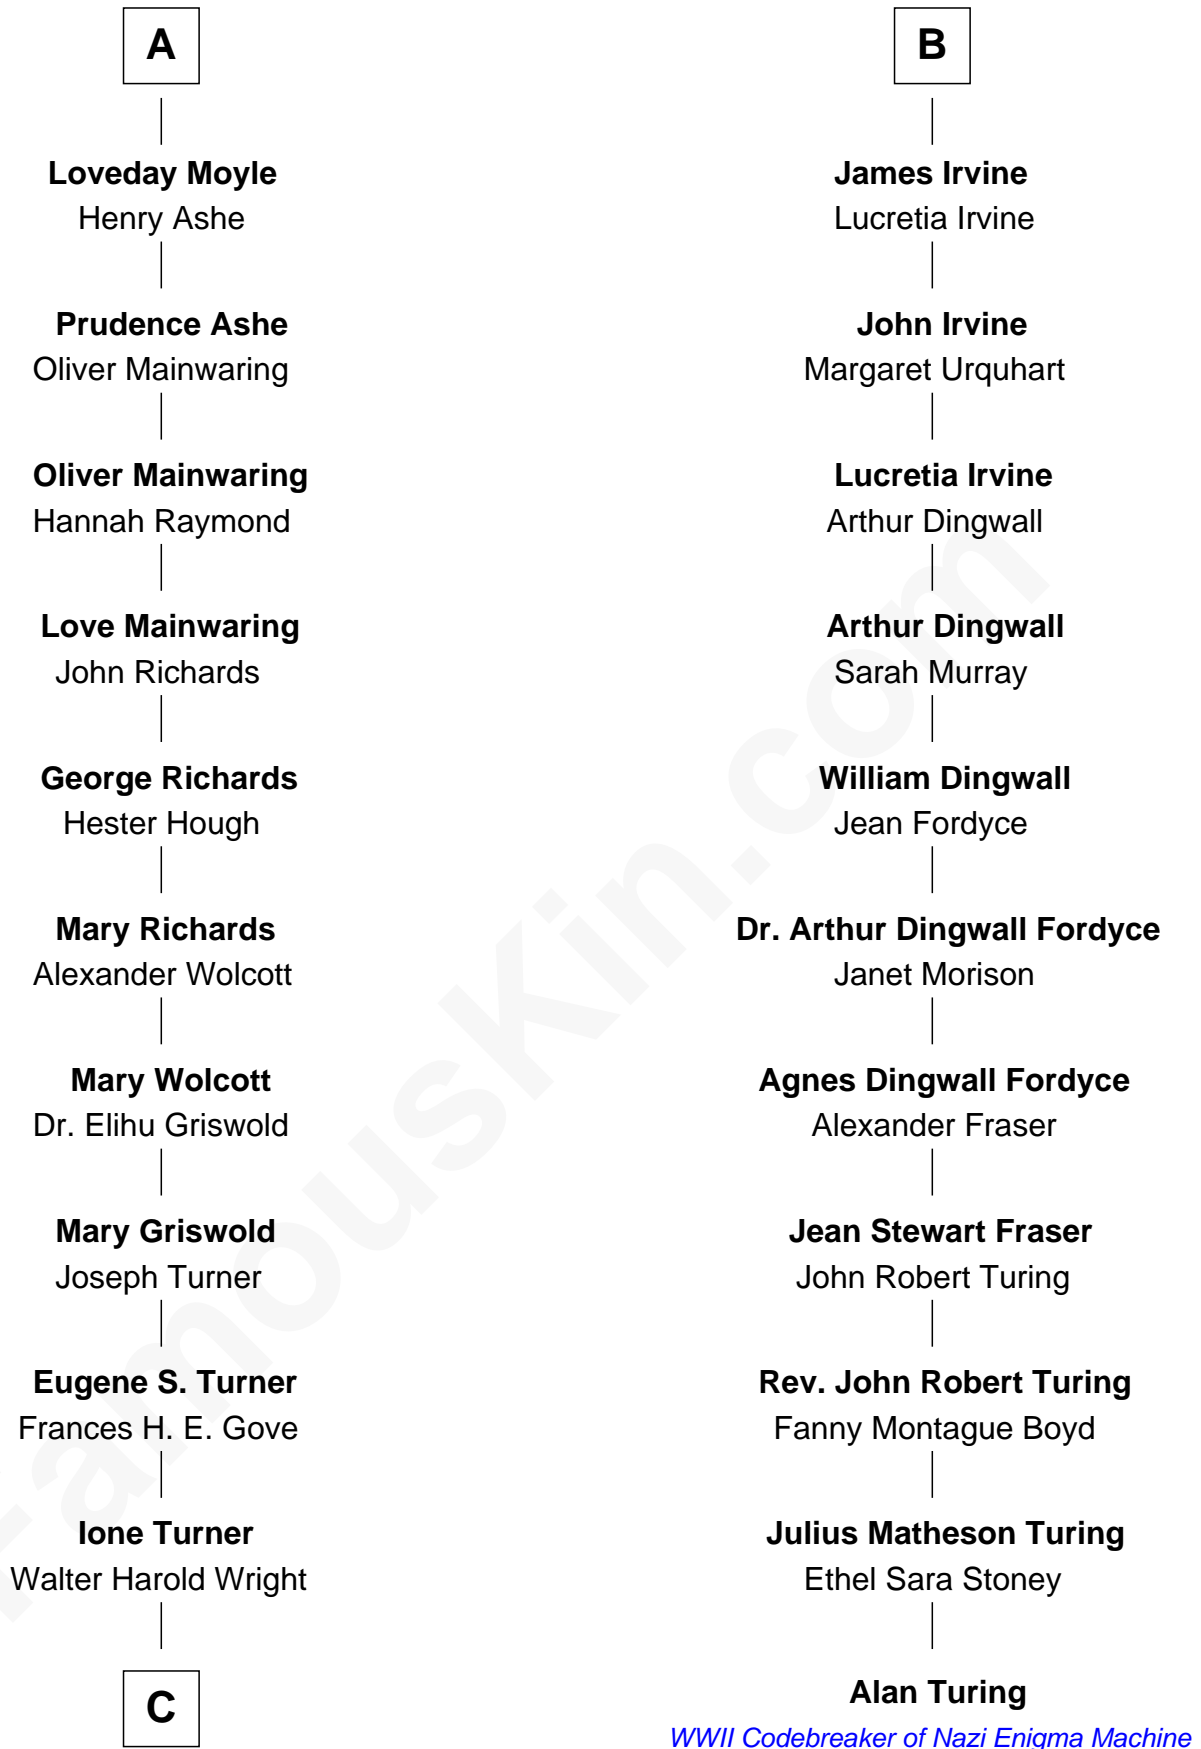 A
Loveday Moyle
Henry Ashe
Prudence Ashe
Oliver Mainwaring
Oliver Mainwaring
Hannah Raymond
Love Mainwaring
John Richards
George Richards
Hester Hough
Mary Richards
Alexander Wolcott
Mary Wolcott
Dr. Elihu Griswold
Mary Griswold
Joseph Turner
Eugene S. Turner
Frances H. E. Gove
Ione Turner
Walter Harold Wright
C
B
James Irvine
Lucretia Irvine
John Irvine
Margaret Urquhart
Lucretia Irvine
Arthur Dingwall
Arthur Dingwall
Sarah Murray
William Dingwall
Jean Fordyce
Dr. Arthur Dingwall Fordyce
Janet Morison
Agnes Dingwall Fordyce
Alexander Fraser
Jean Stewart Fraser
John Robert Turing
Rev. John Robert Turing
Fanny Montague Boyd
Julius Matheson Turing
Ethel Sara Stoney
Alan Turing
WWII Codebreaker of Nazi Enigma Machine
FamousKin.com